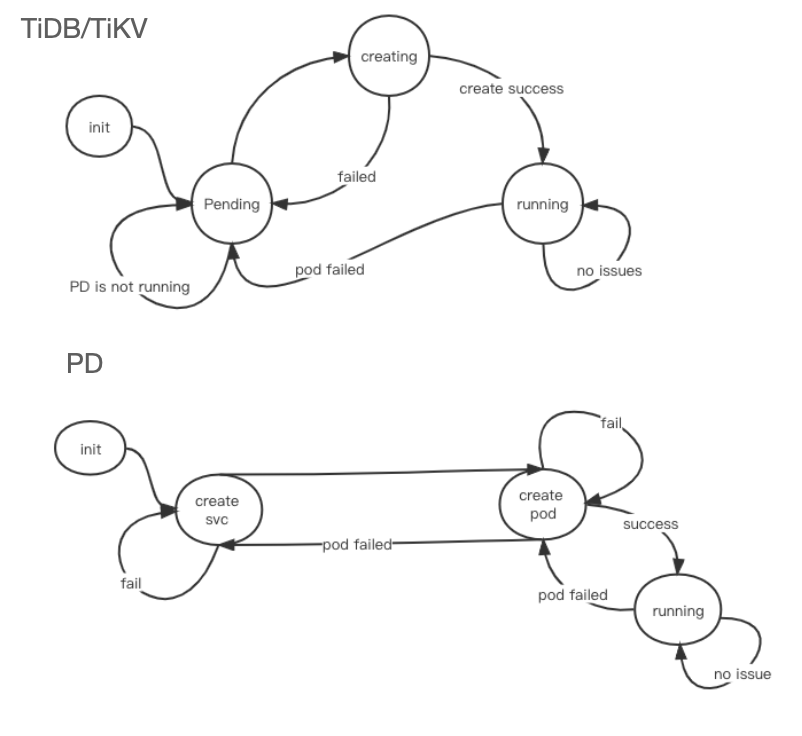 TiDB/TiKV
creating
create success
init
failed
Pending
running
pod failed
no issues
PD is not running
PD
fail
init
create
svc
create
pod
success
pod failed
fail
pod failed
running
no issue